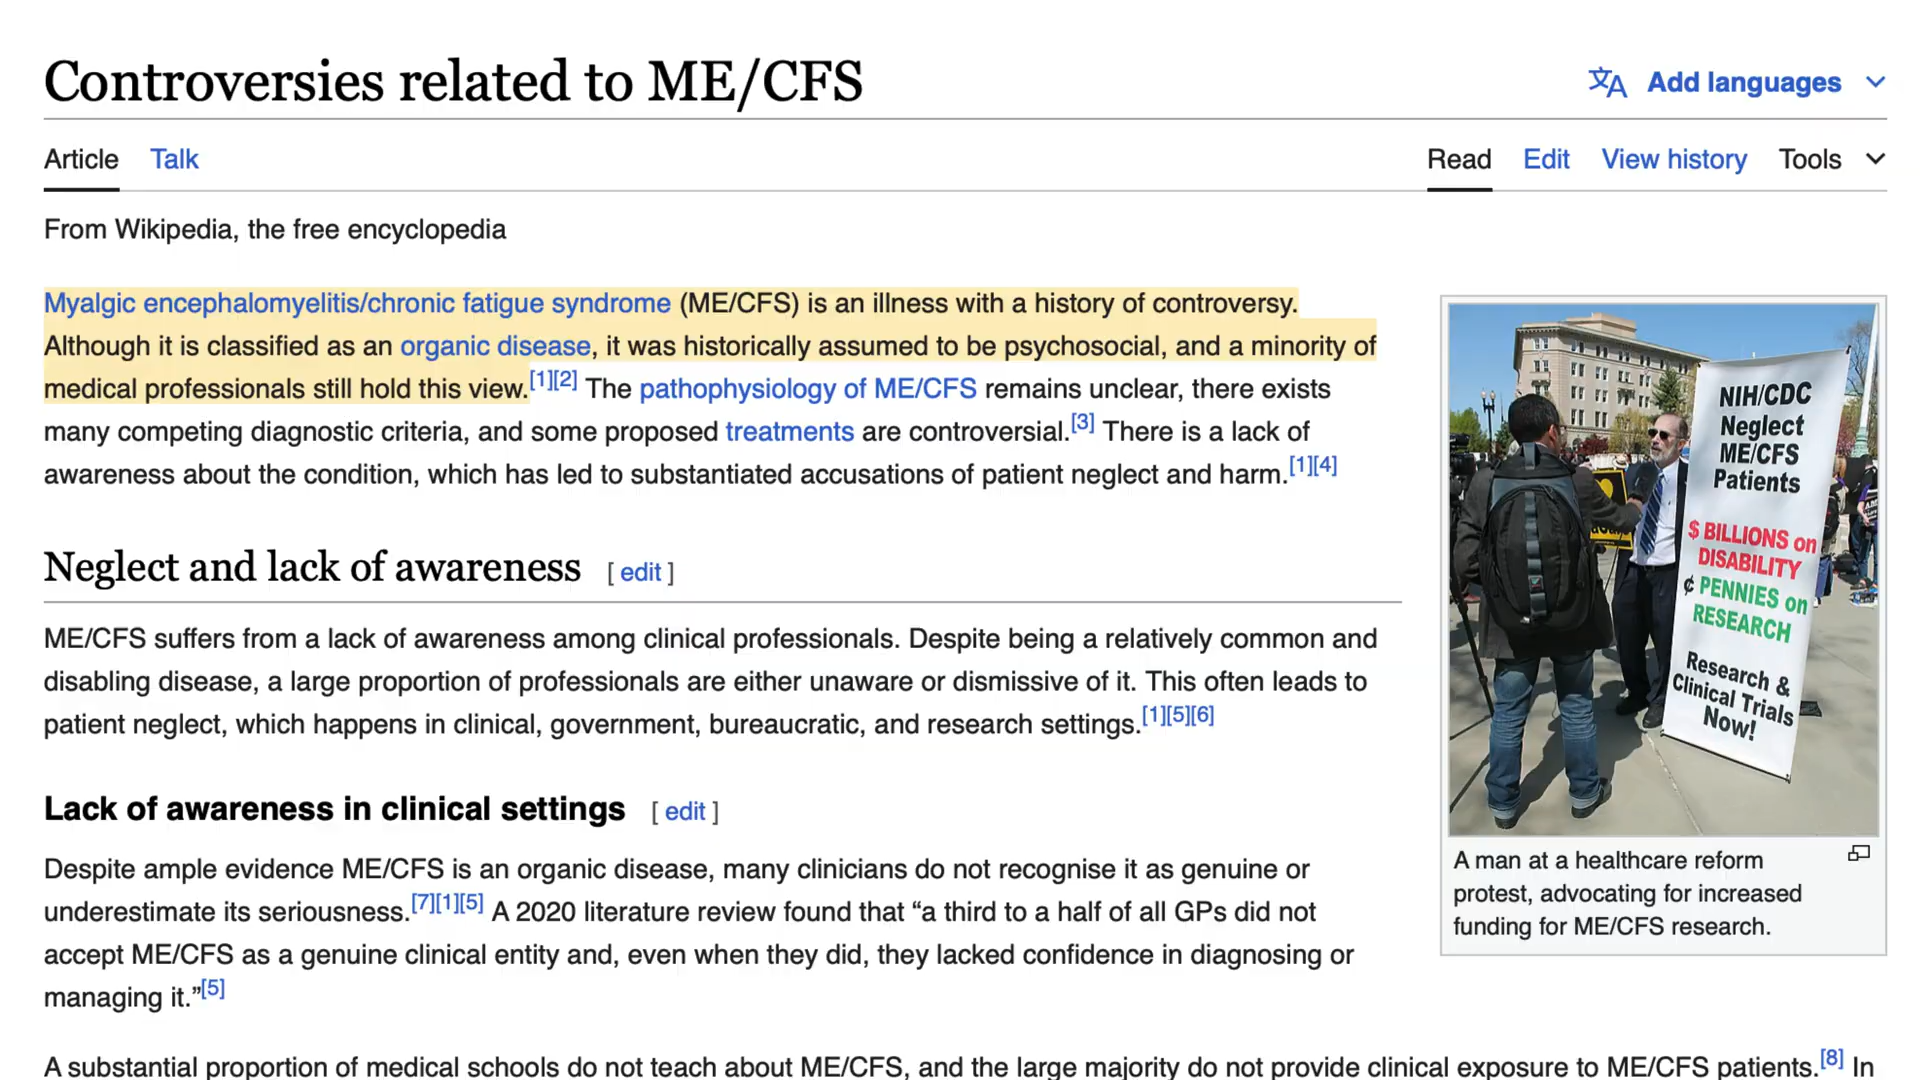 Controversies related to ME/CFS
Add languages
Article Talk
Read Edit View history Tools
From Wikipedia, the free encyclopedia
Myalgic encephalomyelitis/chronic fatigue syndrome (ME/CFS) is an illness with a history of controversy.
Although it is classified as an organic disease, it was historically assumed to be psychosocial, and a minority of
medical professionals still hold this view.[1][2] The pathophysiology of ME/CFS remains unclear, there exists
many competing diagnostic criteria, and some proposed treatments are controversial.[3] There is a lack of
awareness about the condition, which has led to substantiated accusations of patient neglect and harm.[1][4]
Neglect and lack of awareness [ edit ]
ME/CFS suffers from a lack of awareness among clinical professionals. Despite being a relatively common and
disabling disease, a large proportion of professionals are either unaware or dismissive of it. This often leads to
patient neglect, which happens in clinical, government, bureaucratic, and research settings.[1][5][6]
Lack of awareness in clinical settings [ edit ]
Despite ample evidence ME/CFS is an organic disease, many clinicians do not recognise it as genuine or
underestimate its seriousness.[7][1][5] A 2020 literature review found that “a third to a half of all GPs did not
accept ME/CFS as a genuine clinical entity and, even when they did, they lacked confidence in diagnosing or
managing it.”[5]
A substantial proportion of medical schools do not teach about ME/CFS, and the large majority do not provide clinical exposure to ME/CFS patients.[8] In
NIH/CDC
Neglect
ME/CFS
Patients
$ BILLIONS on
DISABILITY
¢ PENNIES on
RESEARCH
Research &
Clinical Trials
Now!
A man at a healthcare reform
protest, advocating for increased
funding for ME/CFS research.